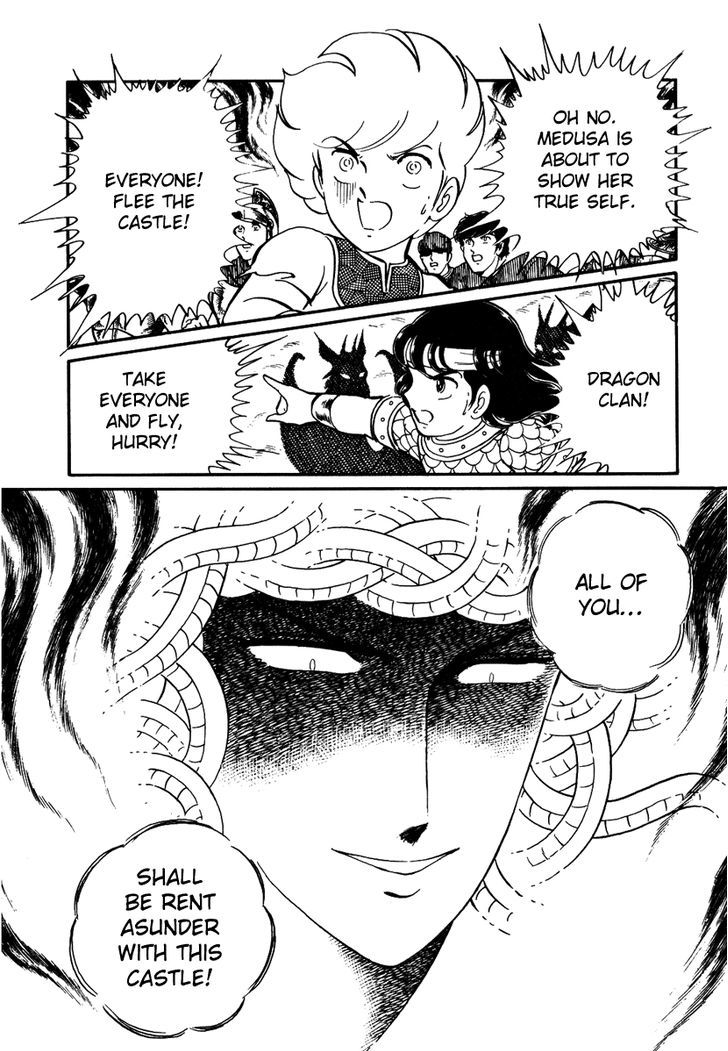 OH NO.
MEDUSA IS
ABOUT TO
SHOW HER
TRUE SELF.
EVERYONE!
FLEE THE
CASTLE!
DRAGON
CLAN!
TAKE
EVERYONE
AND FLY,
HURRY!
ALL OF
YOU...
SHALL
BE RENT
ASUNDER
WITH THIS
CASTLE!